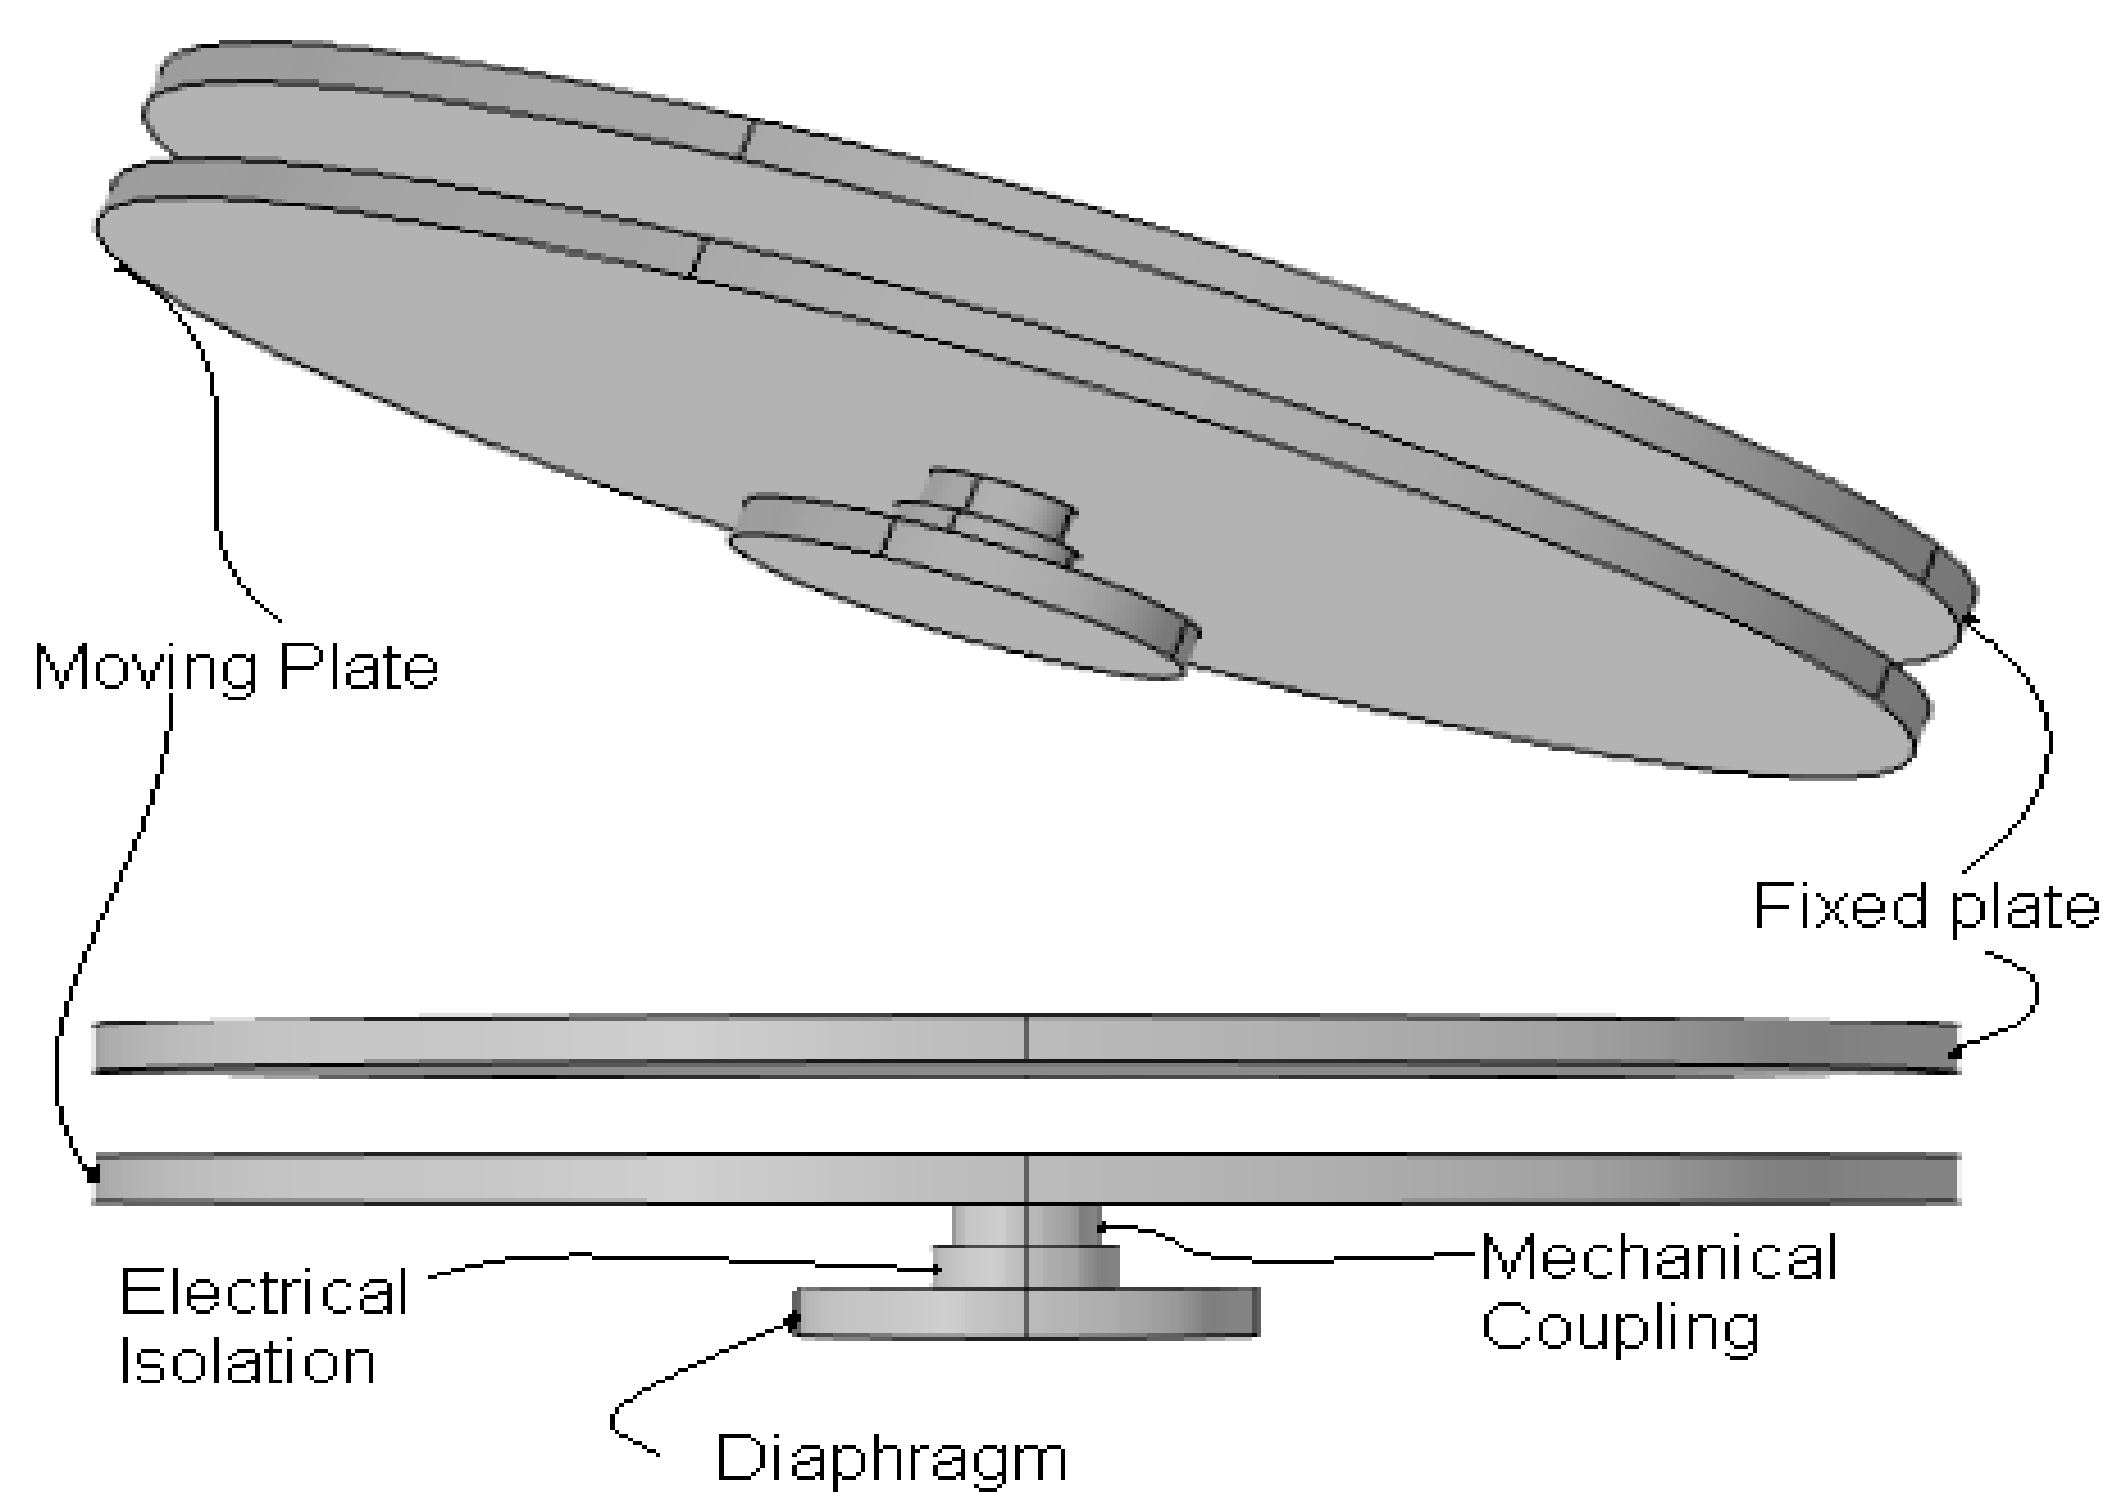 Moving Plate
Fixed plate
Electrical
Isolation
Mechanical
Coupling
Diaphragm